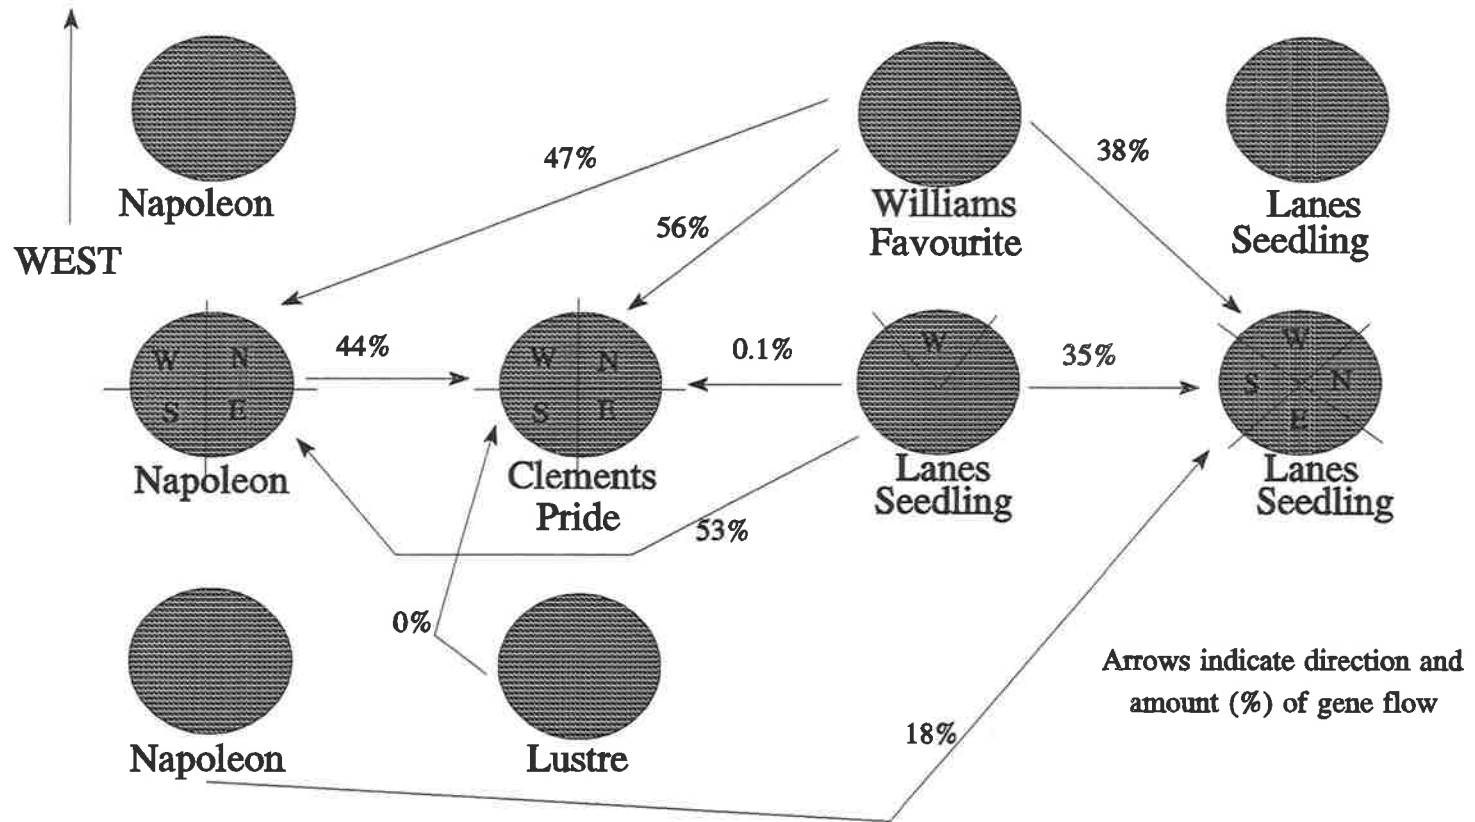 47%
38%
Napoleon
Williams
Favourite
Lanes
Seedling
56%
WEST
W N
S E
44%
W N
S E
0.1%
W
35%
W
S N
E
Napoleon
Clements
Pride
Lanes
Seedling
Lanes
Seedling
53%
0%
Arrows indicate direction and
amount (%) of gene flow
18%
Napoleon
Lustre